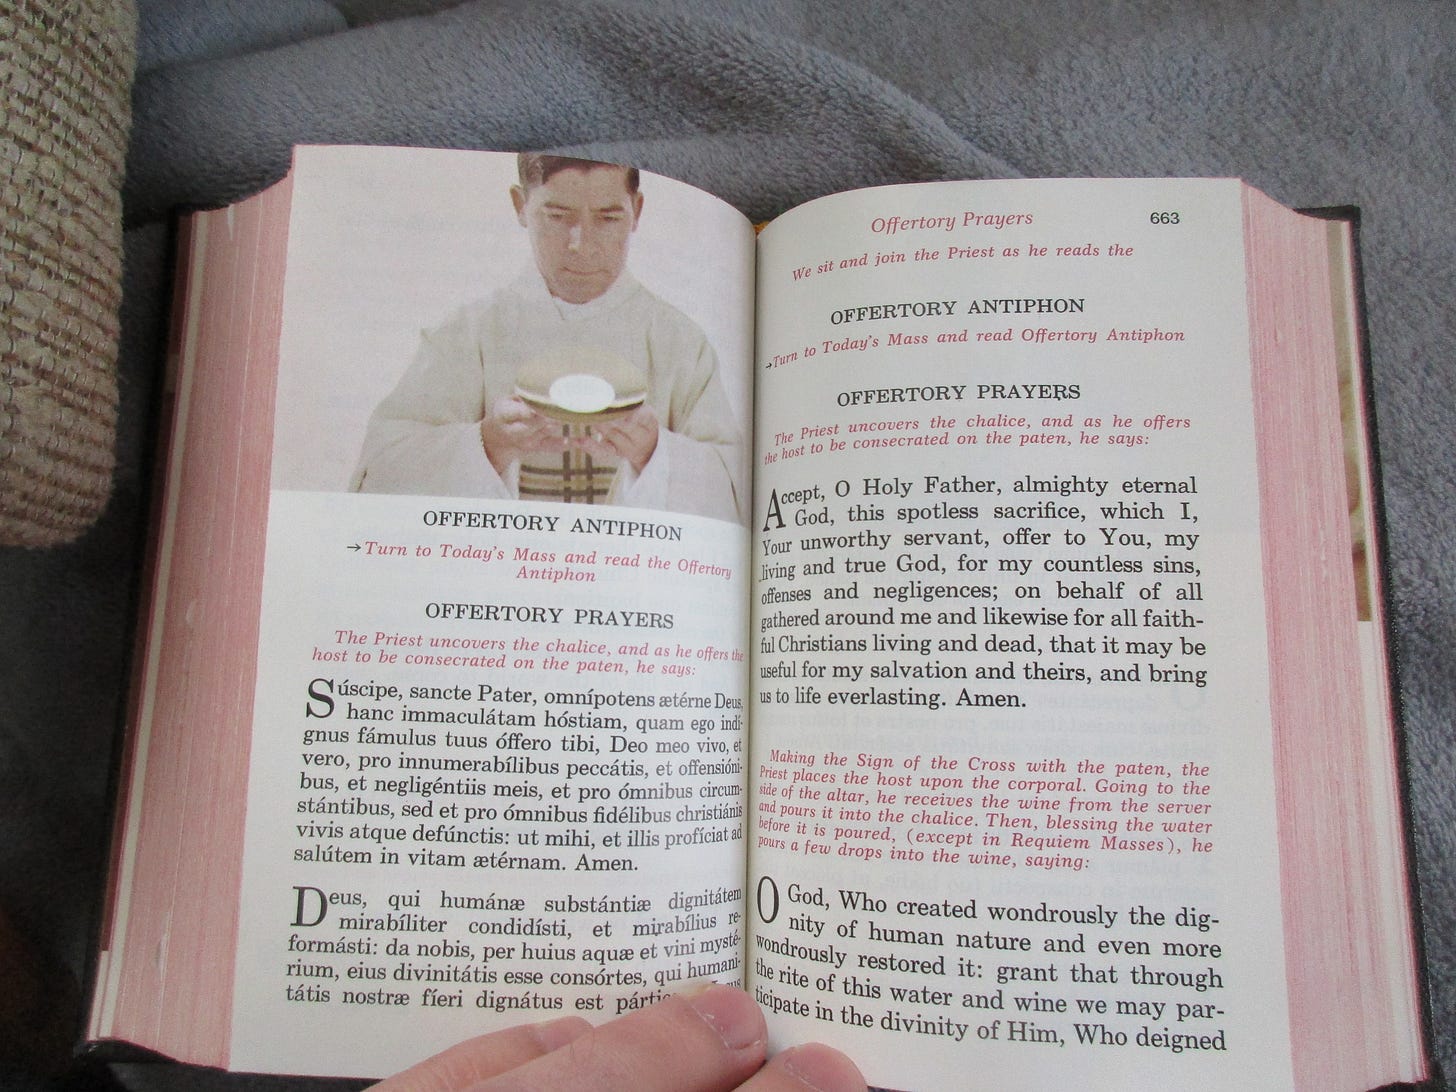 OFFERTORY ANTIPHON
→Turn to Today's Mass and read the Offertory
Antiphon
OFFERTORY PRAYERS
The Priest uncovers the chalice, and as he offers the
host to be consecrated on the paten, he says:
Súscipe, sancte Pater, omnípotens ætérne Deus,
hanc immaculátam hóstiam, quam ego indí-
gnus fámulus tuus óffero tibi, Deo meo vivo, et
vero, pro innumerabílibus peccátis, et offensióni-
bus, et negligéntiis meis, et pro ómnibus circum-
stántibus, sed et pro ómnibus fidélibus christiánis
vivis atque defúnctis: ut mihi, et illis profíciat ad
salútem in vitam ætérnam. Amen.
Deus, qui humánæ substántiæ dignitátem
mirabíliter condidísti, et mirabílius re-
formásti: da nobis, per huius aquæ et vini mysté-
rium, eius divinitátis esse consórtes, qui humani-
tátis nostræ fíeri dignátus est
Offertory Prayers 663
We sit and join the Priest as he reads the
OFFERTORY ANTIPHON
→Turn to Today's Mass and read Offertory Antiphon
OFFERTORY PRAYERS
The Priest uncovers the chalice, and as he offers
the host to be consecrated on the paten, he says:
Accept, O Holy Father, almighty eternal
God, this spotless sacrifice, which I,
Your unworthy servant, offer to You, my
living and true God, for my countless sins,
offenses and negligences; on behalf of all
gathered around me and likewise for all faith-
ful Christians living and dead, that it may be
useful for my salvation and theirs, and bring
us to life everlasting. Amen.
Making the Sign of the Cross with the paten, the
Priest places the host upon the corporal. Going to the
side of the altar, he receives the wine from the server
and pours it into the chalice. Then, blessing the water
before it is poured, (except in Requiem Masses), he
pours a few drops into the wine, saying:
O God, Who created wondrously the dig-
nity of human nature and even more
wondrously restored it: grant that through
the rite of this water and wine we may par-
ticipate in the divinity of Him, Who deigned